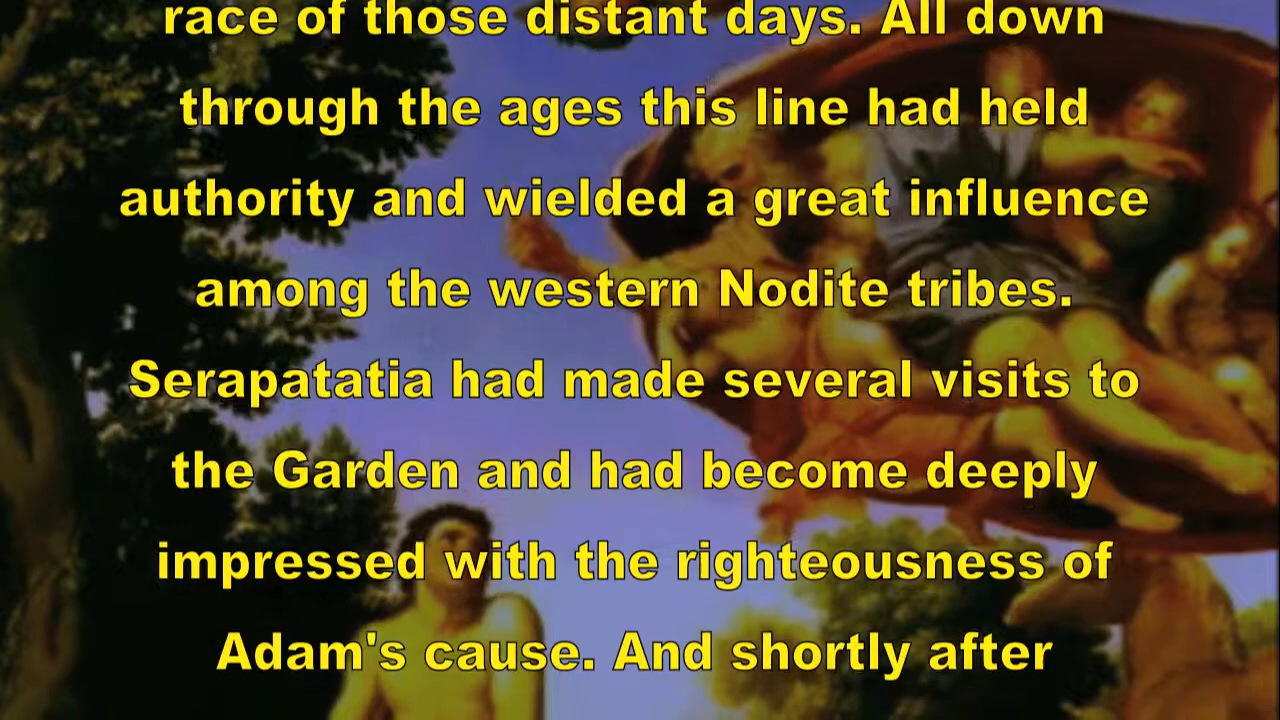 race of those distant days. All down
through the ages this line had held
authority and wielded a great influence
among the western Nodite tribes.
Serapatatia had made several visits to
the Garden and had become deeply
impressed with the righteousness of
Adam's cause. And shortly after